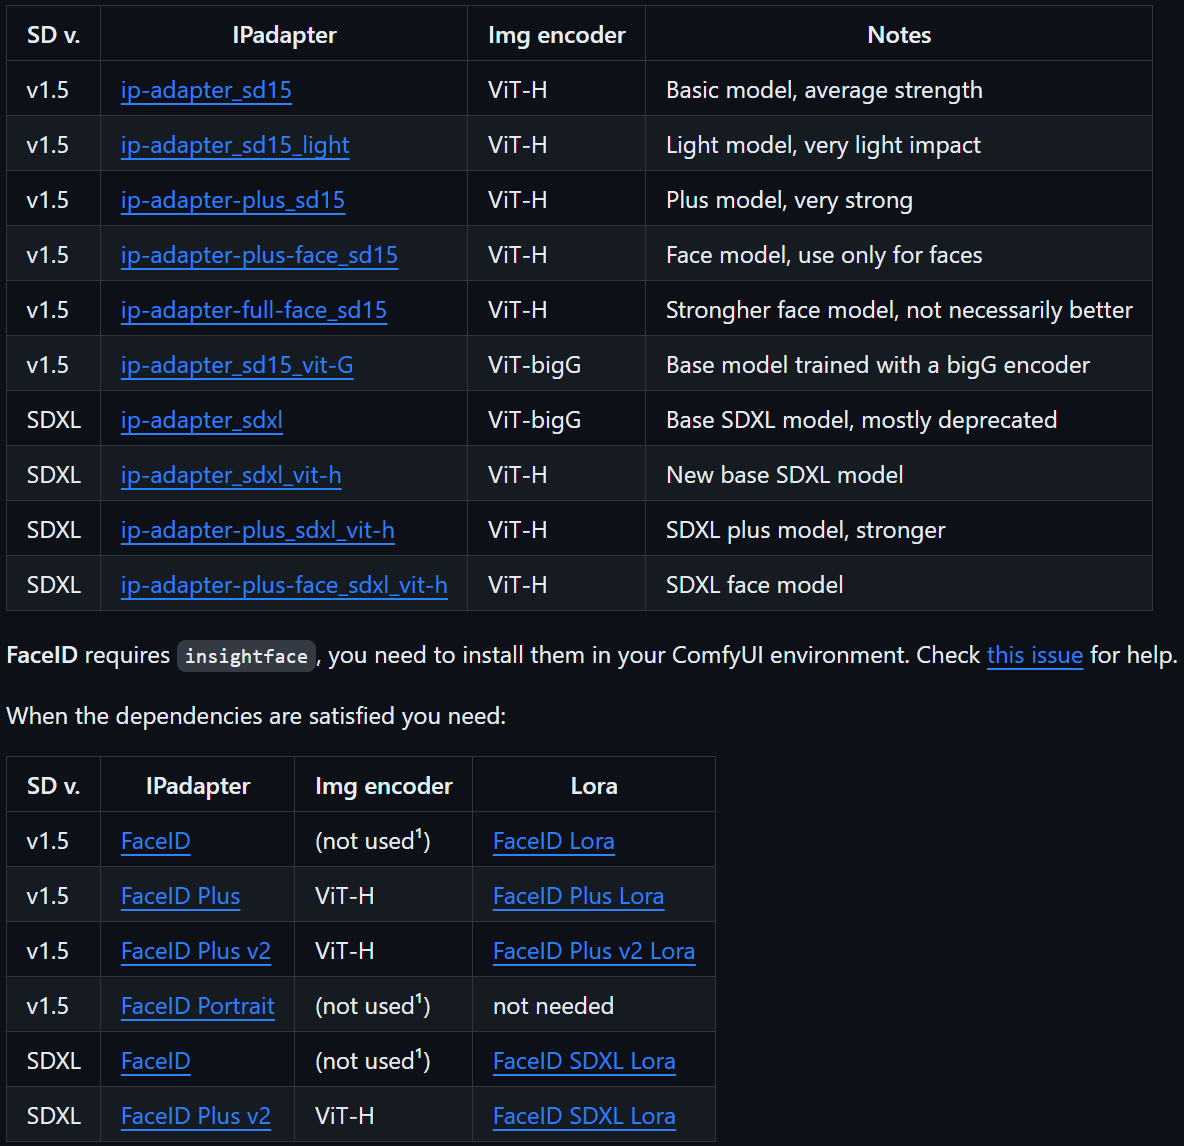 SD v. IPadapter Img encoder Notes
v1.5 ip-adapter_sd15 ViT-H Basic model, average strength
v1.5 ip-adapter_sd15_light ViT-H Light model, very light impact
v1.5 ip-adapter-plus_sd15 ViT-H Plus model, very strong
v1.5 ip-adapter-plus-face_sd15 ViT-H Face model, use only for faces
v1.5 ip-adapter-full-face_sd15 ViT-H Strongher face model, not necessarily better
v1.5 ip-adapter_sd15_vit-G ViT-bigG Base model trained with a bigG encoder
SDXL ip-adapter_sdxl ViT-bigG Base SDXL model, mostly deprecated
SDXL ip-adapter_sdxl_vit-h ViT-H New base SDXL model
SDXL ip-adapter-plus_sdxl_vit-h ViT-H SDXL plus model, stronger
SDXL ip-adapter-plus-face_sdxl_vit-h ViT-H SDXL face model
FaceID requires insightface, you need to install them in your ComfyUI environment. Check this issue for help.
When the dependencies are satisfied you need:
SD v. IPadapter Img encoder Lora
v1.5 FaceID (not used¹) FaceID Lora
v1.5 FaceID Plus ViT-H FaceID Plus Lora
v1.5 FaceID Plus v2 ViT-H FaceID Plus v2 Lora
v1.5 FaceID Portrait (not used¹) not needed
SDXL FaceID (not used¹) FaceID SDXL Lora
SDXL FaceID Plus v2 ViT-H FaceID SDXL Lora